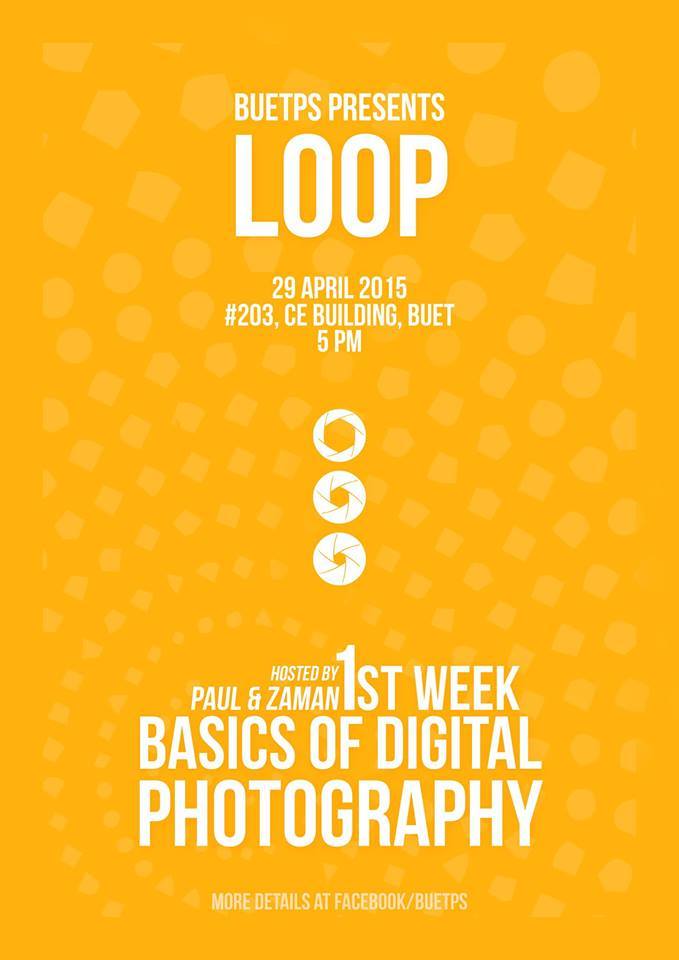 BUETPS PRESENTS
LOOP
29 APRIL 2015
#203, CE BUILDING, BUET
5 PM
HOSTED BY
PAUL & ZAMAN
1ST WEEK
BASICS OF DIGITAL
PHOTOGRAPHY
MORE DETAILS AT FACEBOOK/BUETPS